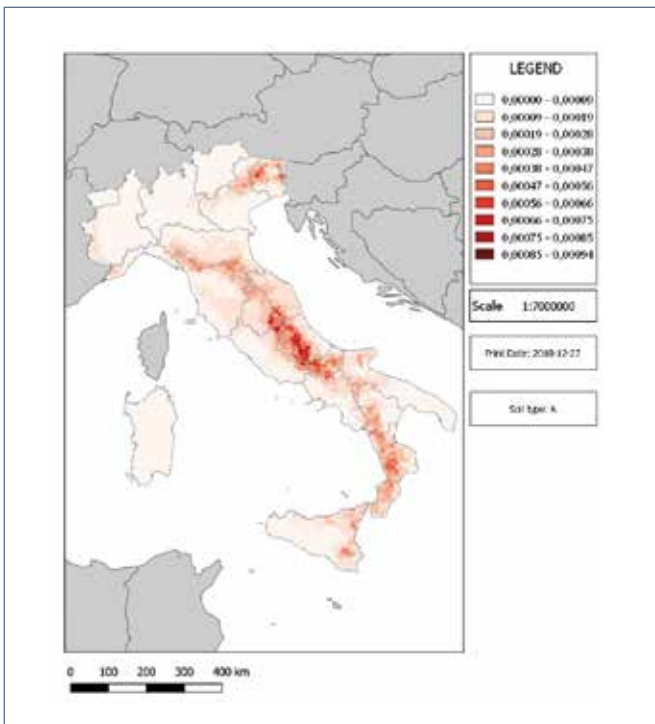 LEGEND
0,00000 - 0,00009
0,00009 - 0,00019
0,00019 - 0,00028
0,00028 - 0,00038
0,00038 - 0,00047
0,00047 - 0,00056
0,00056 - 0,00066
0,00066 - 0,00075
0,00075 - 0,00085
0,00085 - 0,00094
Scale 1:7000000
Print Date: 2018-12-27
Soil type: A
0 100 200 300 400 km